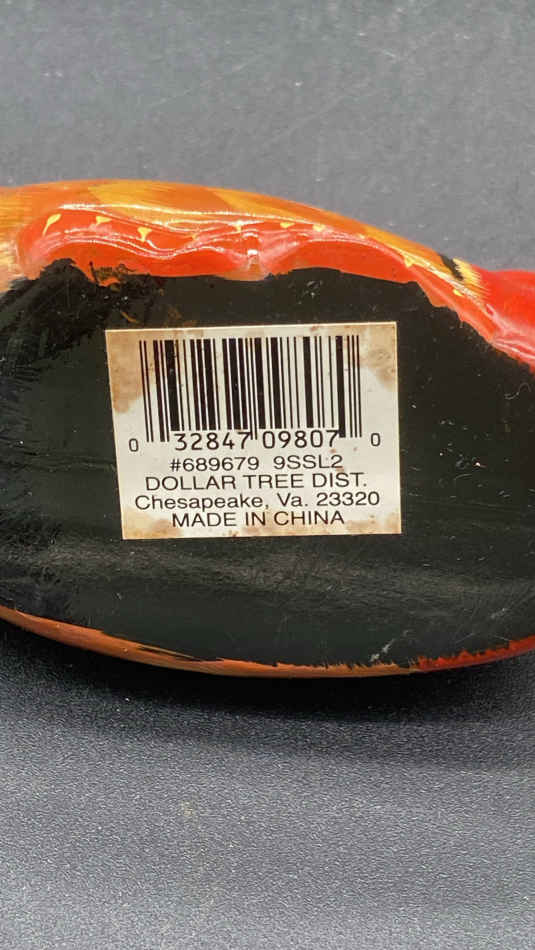 0 32847 09807 0
#689679 9SSL2
DOLLAR TREE DIST.
Chesapeake, Va. 23320
MADE IN CHINA